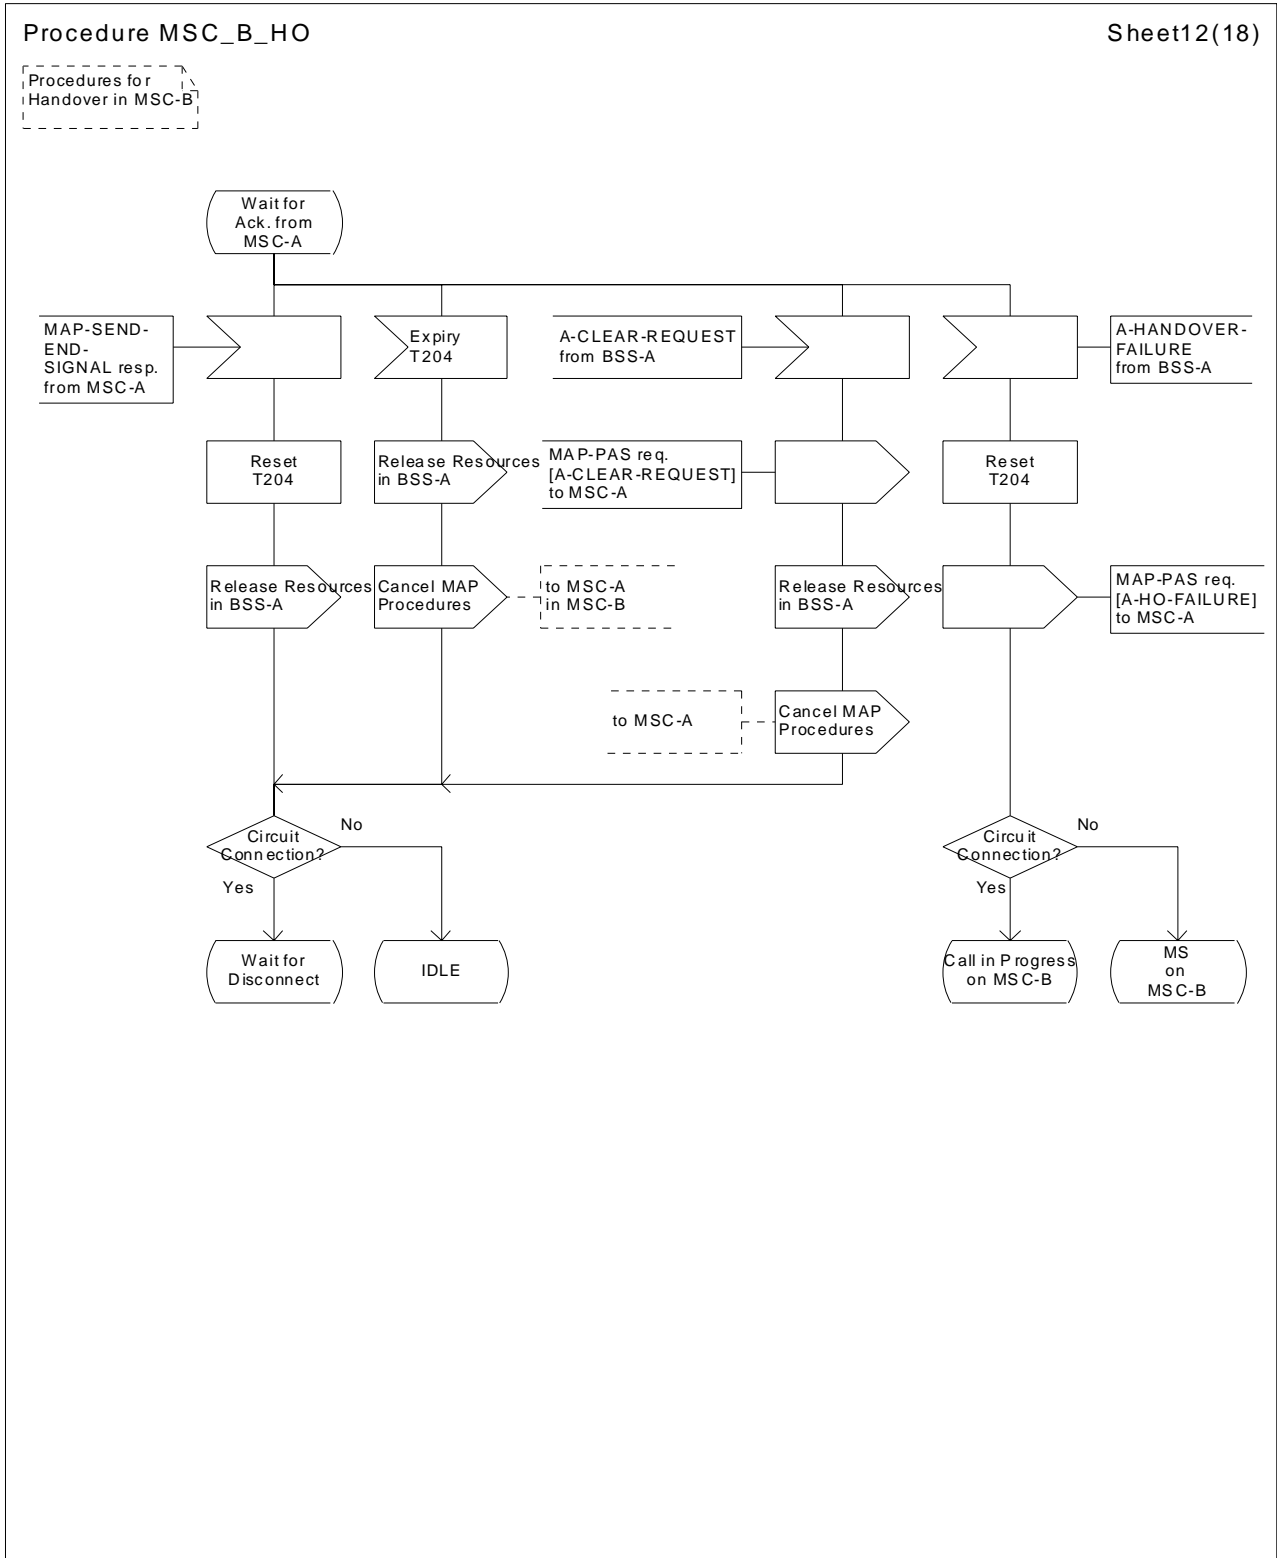 Procedure MSC_B_HO
Sheet12(18)
Procedures for
Handover in MSC-B
Wait for
Ack. from
MSC-A
MAP-SEND-
END-
SIGNAL resp.
from MSC-A
Expiry
T204
A-CLEAR-REQUEST
from BSS-A
A-HANDOVER-
FAILURE
from BSS-A
Reset
T204
Release Resources
in BSS-A
MAP-PAS req.
[A-CLEAR-REQUEST]
to MSC-A
Reset
T204
Release Resources
in BSS-A
Cancel MAP
Procedures
to MSC-A
in MSC-B
Release Resources
in BSS-A
MAP-PAS req.
[A-HO-FAILURE]
to MSC-A
to MSC-A
Cancel MAP
Procedures
Circuit
Connection?
No
Yes
Circuit
Connection?
No
Yes
Wait for
Disconnect
IDLE
Call in Progress
on MSC-B
MS
on
MSC-B